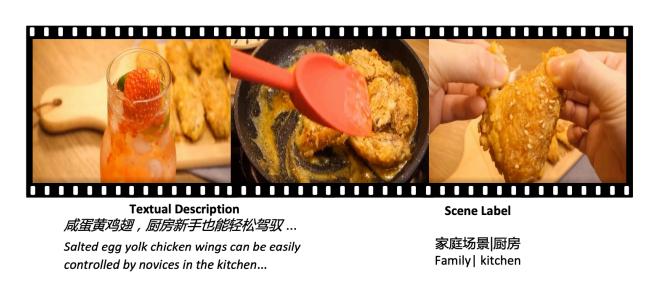 Textual Description
咸蛋黄鸡翅，厨房新手也能轻松驾驭 ...
Salted egg yolk chicken wings can be easily
controlled by novices in the kitchen...
Scene Label
家庭场景|厨房
Family| kitchen